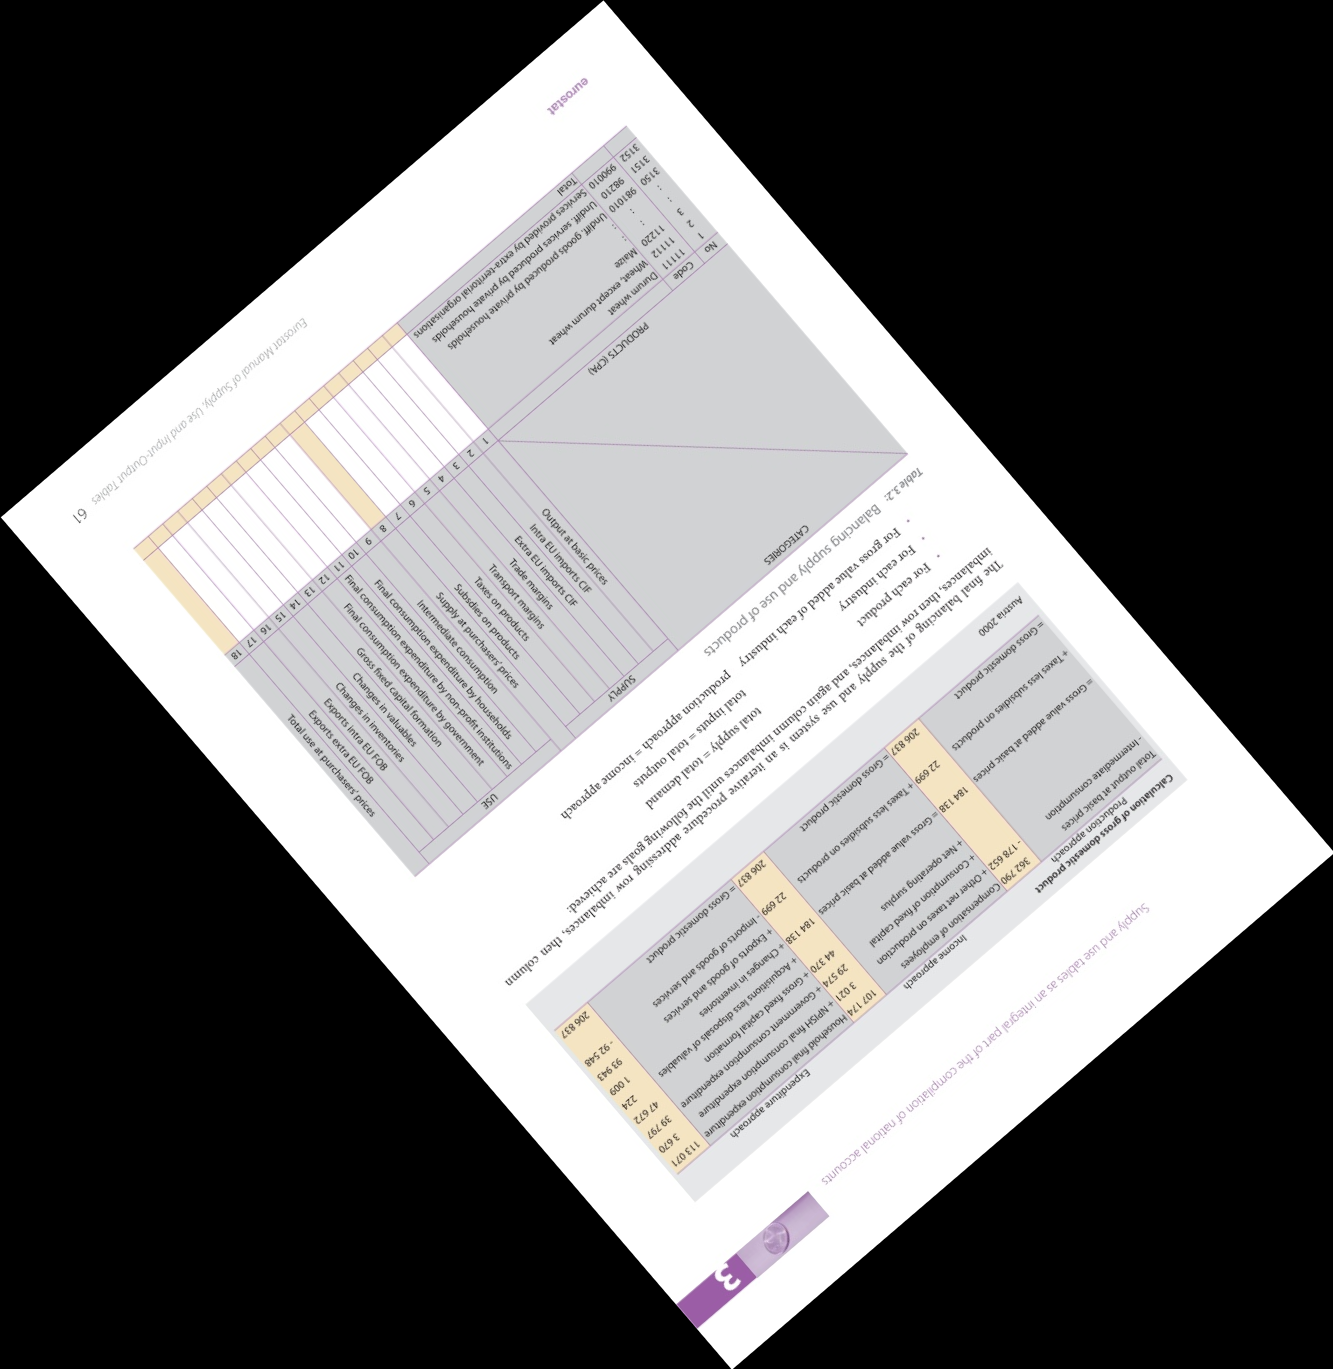 Supply and use tables as an integral part of the compilation of national accounts
3
Calculation of gross domestic product
Production approach
Total output at basic prices 362 790
- Intermediate consumption - 178 652
= Gross value added at basic prices 184 138
+ Taxes less subsidies on products 22 699
= Gross domestic product 206 837
Income approach
Compensation of employees 107 174
+ Other net taxes on production 3 021
+ Consumption of fixed capital 29 574
+ Net operating surplus 44 370
= Gross value added at basic prices 184 138
+ Taxes less subsidies on products 22 699
= Gross domestic product 206 837
Expenditure approach
Household final consumption expenditure 113 071
+ NPISH final consumption expenditure 3 670
+ Government consumption expenditure 39 797
+ Gross fixed capital formation 47 672
+ Acquisitions less disposals of valuables 224
+ Changes in inventories 1 009
+ Exports of goods and services 93 943
- Imports of goods and services - 92 548
= Gross domestic product 206 837
Austria 2000
The final balancing of the supply and use system is an iterative procedure addressing row imbalances, then column
imbalances, then row imbalances, and again column imbalances until the following goals are achieved:
• For each product total supply = total demand
• For each industry total inputs = total outputs
• For gross value added of each industry production approach = income approach
Table 3.2: Balancing supply and use of products
CATEGORIES
SUPPLY
USE
Output at basic prices
Intra EU imports CIF
Extra EU imports CIF
Trade margins
Transport margins
Taxes on products
Subsdies on products
Supply at purchasers' prices
Intermediate consumption
Final consumption expenditure by households
Final consumption expenditure by non-profit institutions
Final consumption expenditure by government
Gross fixed capital formation
Changes in valuables
Changes in inventories
Exports intra EU FOB
Exports extra EU FOB
Total use at purchasers' prices
PRODUCTS (CPA)
No Code 1 2 3 4 5 6 7 8 9 10 11 12 13 14 15 16 17 18
1 11111 Durum wheat
2 11112 Wheat, except durum wheat
3 11220 Maize
: : :
: : :
3150 981010 Undiff. goods produced by private households
3151 98210 Undiff. services produced by private households
3152 990010 Services provided by extra-territorial organisations
Total
eurostat
Eurostat Manual of Supply, Use and Input-Output Tables 61